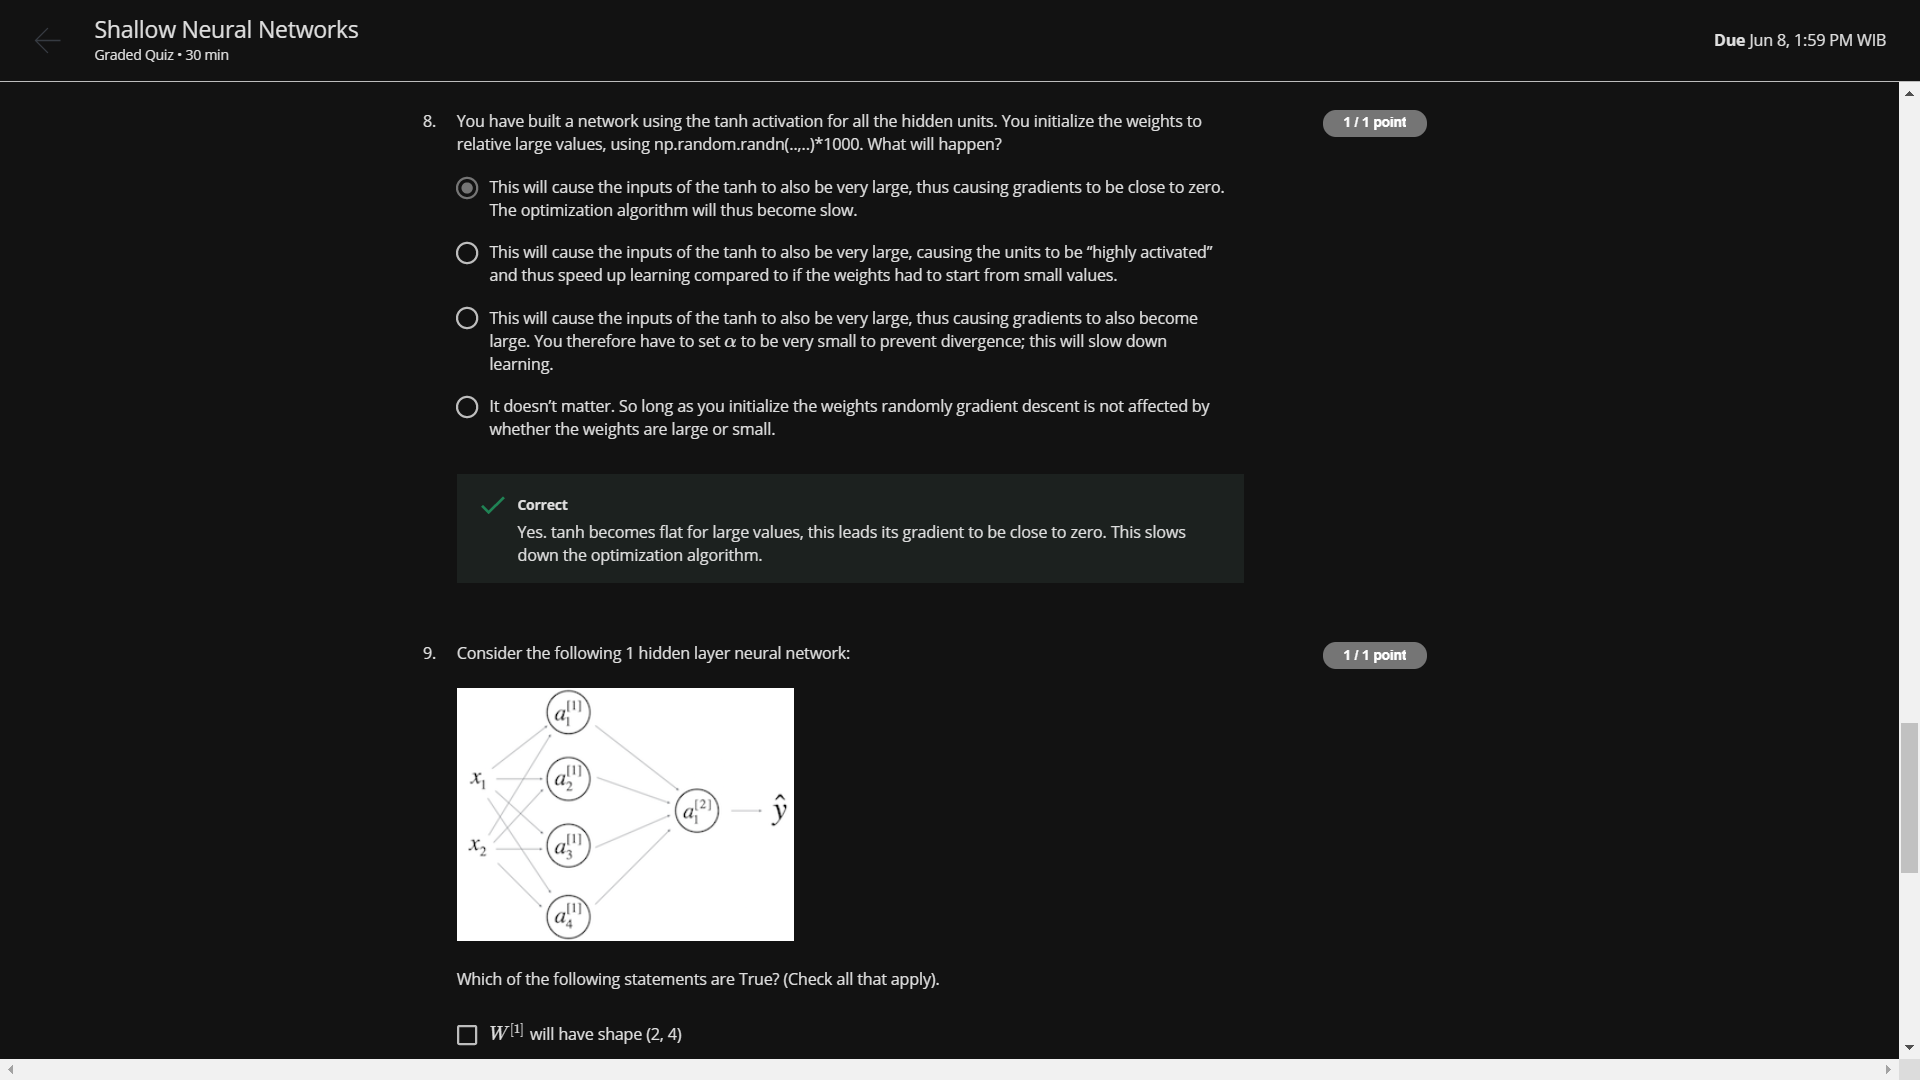 Shallow Neural Networks
Graded Quiz • 30 min
Due Jun 8, 1:59 PM WIB
8. You have built a network using the tanh activation for all the hidden units. You initialize the weights to
relative large values, using np.random.randn(..,..)*1000. What will happen?
1 / 1 point
This will cause the inputs of the tanh to also be very large, thus causing gradients to be close to zero.
The optimization algorithm will thus become slow.
This will cause the inputs of the tanh to also be very large, causing the units to be “highly activated”
and thus speed up learning compared to if the weights had to start from small values.
This will cause the inputs of the tanh to also be very large, thus causing gradients to also become
large. You therefore have to set α to be very small to prevent divergence; this will slow down
learning.
It doesn’t matter. So long as you initialize the weights randomly gradient descent is not affected by
whether the weights are large or small.
Correct
Yes. tanh becomes flat for large values, this leads its gradient to be close to zero. This slows
down the optimization algorithm.
9. Consider the following 1 hidden layer neural network:
1 / 1 point
a₁^[1]
x₁
a₂^[1]
a₁^[2]
ŷ
x₂
a₃^[1]
a₄^[1]
Which of the following statements are True? (Check all that apply).
W^[1] will have shape (2, 4)